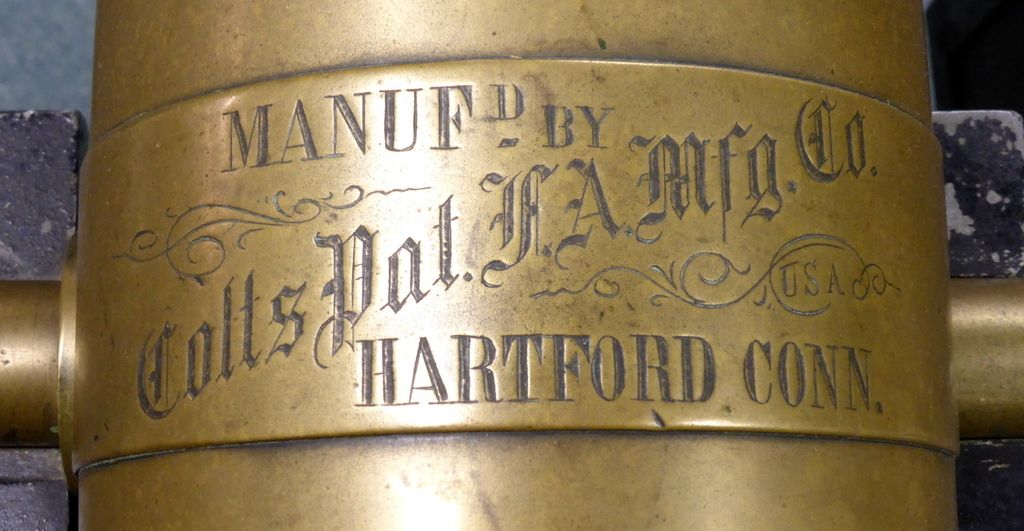 MANUFD. BY
Colts Pat. F.A. Mfg. Co.
USA
HARTFORD CONN.